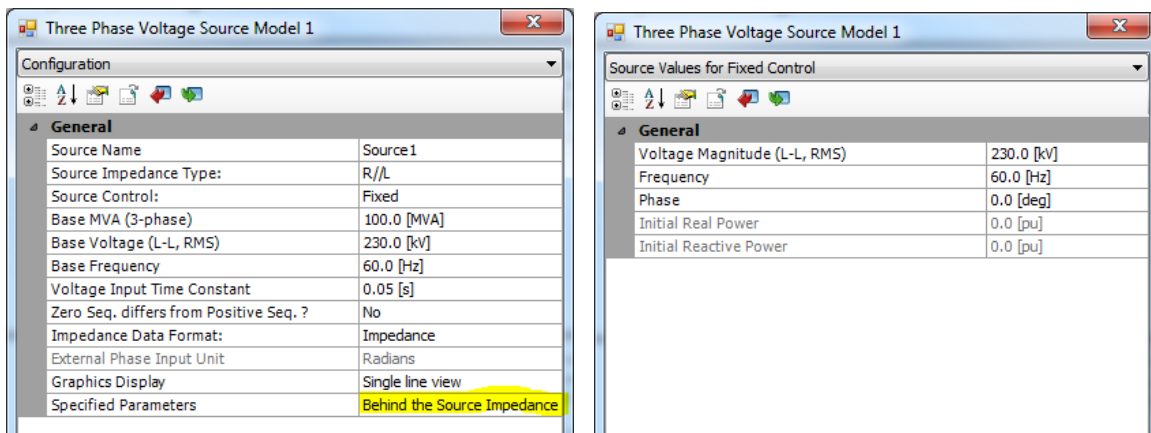 Three Phase Voltage Source Model 1
Configuration
General
Source Name Source1
Source Impedance Type: R//L
Source Control: Fixed
Base MVA (3-phase) 100.0 [MVA]
Base Voltage (L-L, RMS) 230.0 [kV]
Base Frequency 60.0 [Hz]
Voltage Input Time Constant 0.05 [s]
Zero Seq. differs from Positive Seq. ? No
Impedance Data Format: Impedance
External Phase Input Unit Radians
Graphics Display Single line view
Specified Parameters Behind the Source Impedance
Three Phase Voltage Source Model 1
Source Values for Fixed Control
General
Voltage Magnitude (L-L, RMS) 230.0 [kV]
Frequency 60.0 [Hz]
Phase 0.0 [deg]
Initial Real Power 0.0 [pu]
Initial Reactive Power 0.0 [pu]